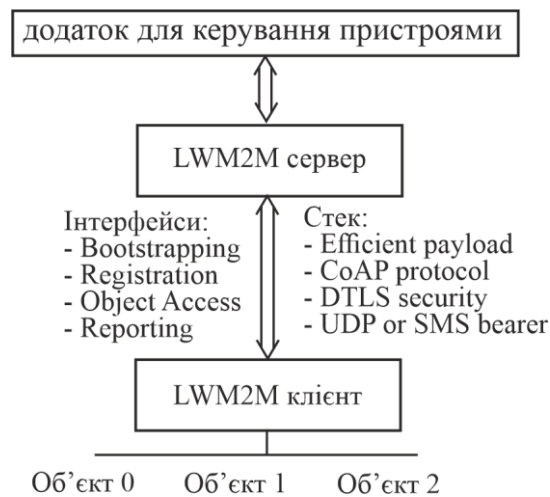 додаток для керування пристроями
LWM2M сервер
Інтерфейси:
- Bootstrapping
- Registration
- Object Access
- Reporting
Стек:
- Efficient payload
- CoAP protocol
- DTLS security
- UDP or SMS bearer
LWM2M клієнт
Об’єкт 0 Об’єкт 1 Об’єкт 2